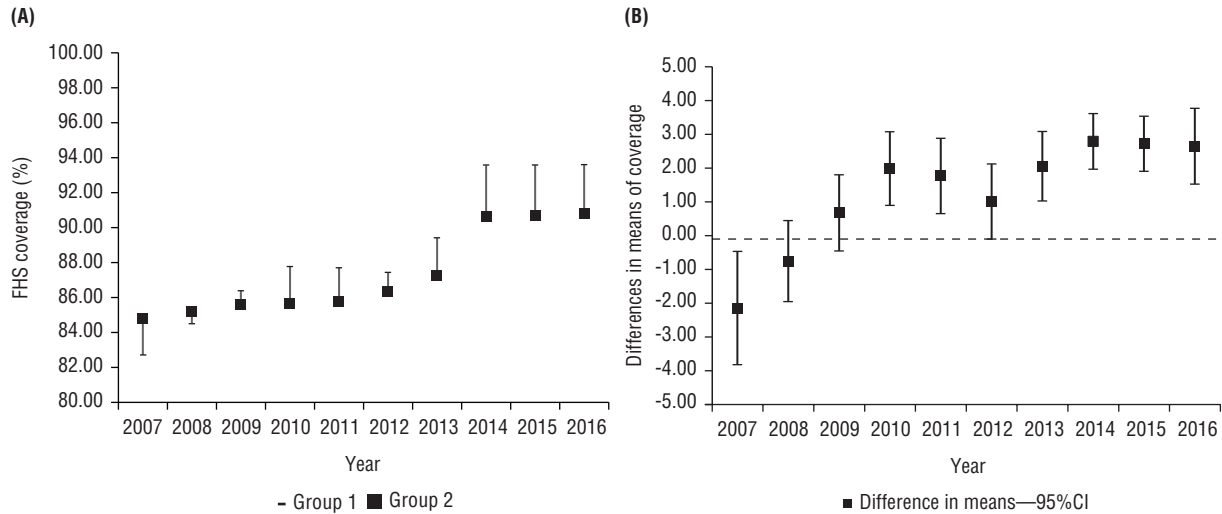 (A)
FHS coverage (%)
100.00
98.00
96.00
94.00
92.00
90.00
88.00
86.00
84.00
82.00
80.00
2007 2008 2009 2010 2011 2012 2013 2014 2015 2016
Year
- Group 1 ■ Group 2
(B)
Differences in means of coverage
5.00
4.00
3.00
2.00
1.00
0.00
-1.00
-2.00
-3.00
-4.00
-5.00
2007 2008 2009 2010 2011 2012 2013 2014 2015 2016
Year
■ Difference in means—95%CI